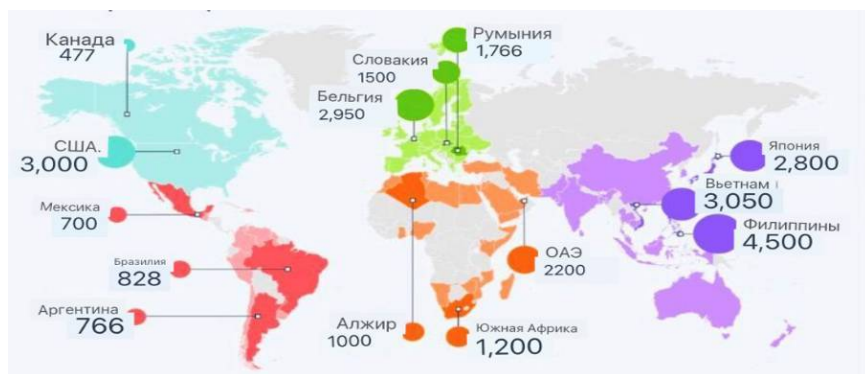 Канада
477
США.
3,000
Мексика
700
Бразилия
828
Аргентина
766
Румыния
1,766
Словакия
1500
Бельгия
2,950
Алжир
1000
ОАЭ
2200
Южная Африка
1,200
Япония
2,800
Вьетнам
3,050
Филиппины
4,500